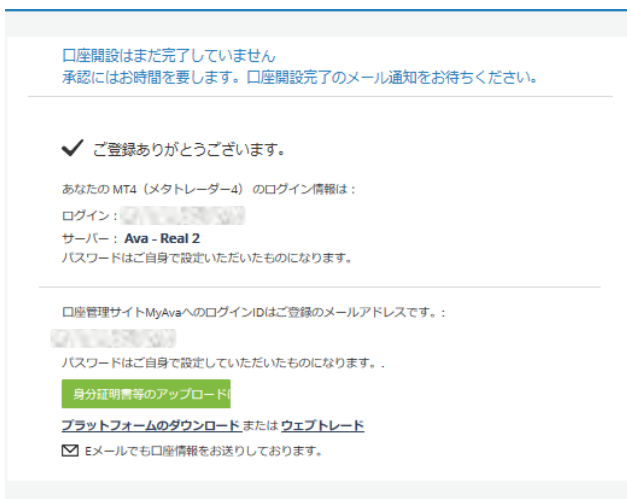 口座開設はまだ完了していません
承認にはお時間を要します。口座開設完了のメール通知をお待ちください。
ご登録ありがとうございます。
あなたの MT4（メタトレーダー4） のログイン情報は：
ログイン：
サーバー： Ava - Real 2
パスワードはご自身で設定いただいたものになります。
口座管理サイトMyAvaへのログインIDはご登録のメールアドレスです。:
パスワードはご自身で設定していただいたものになります。.
身分証明書等のアップロード
プラットフォームのダウンロード または ウェブトレード
Eメールでも口座情報をお送りしております。